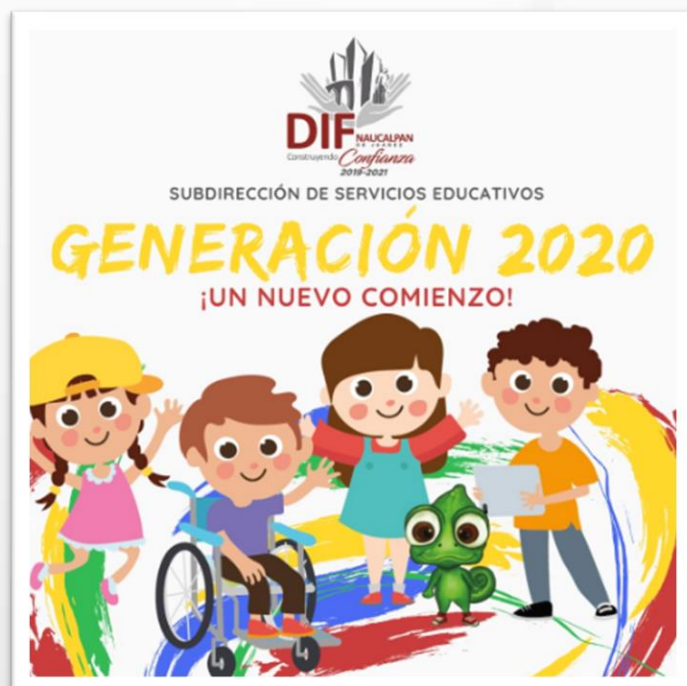 DIF NAUCALPAN
DE JUÁREZ
Construyendo Confianza
2019-2021
SUBDIRECCIÓN DE SERVICIOS EDUCATIVOS
GENERACIÓN 2020
¡UN NUEVO COMIENZO!